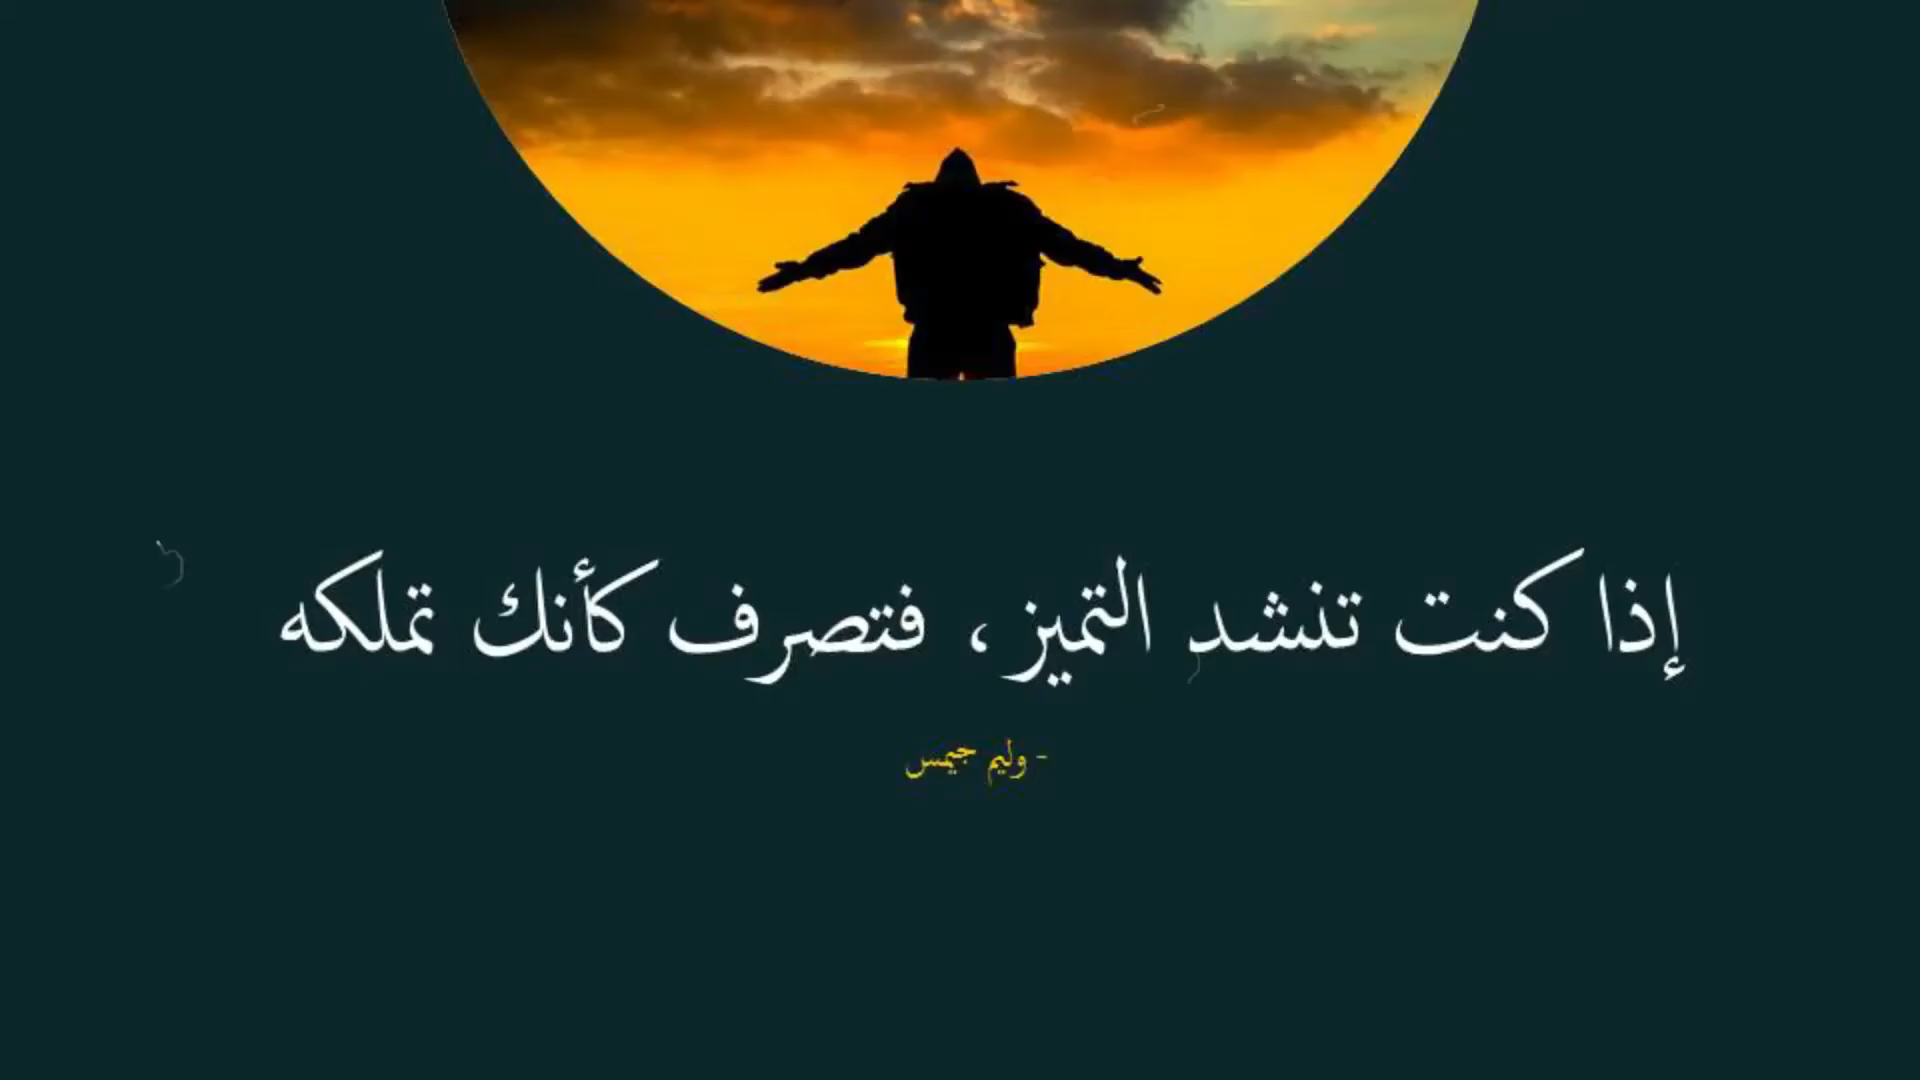 إذا كنت تنشد التميز، فتصرف كأنك تملكه
- وليم جيمس